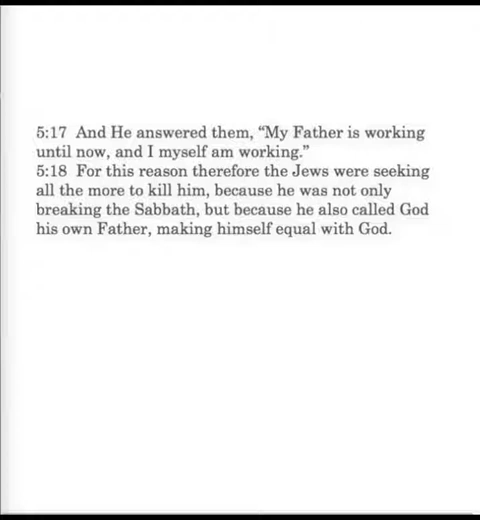 5:17 And He answered them, “My Father is working
until now, and I myself am working.”
5:18 For this reason therefore the Jews were seeking
all the more to kill him, because he was not only
breaking the Sabbath, but because he also called God
his own Father, making himself equal with God.